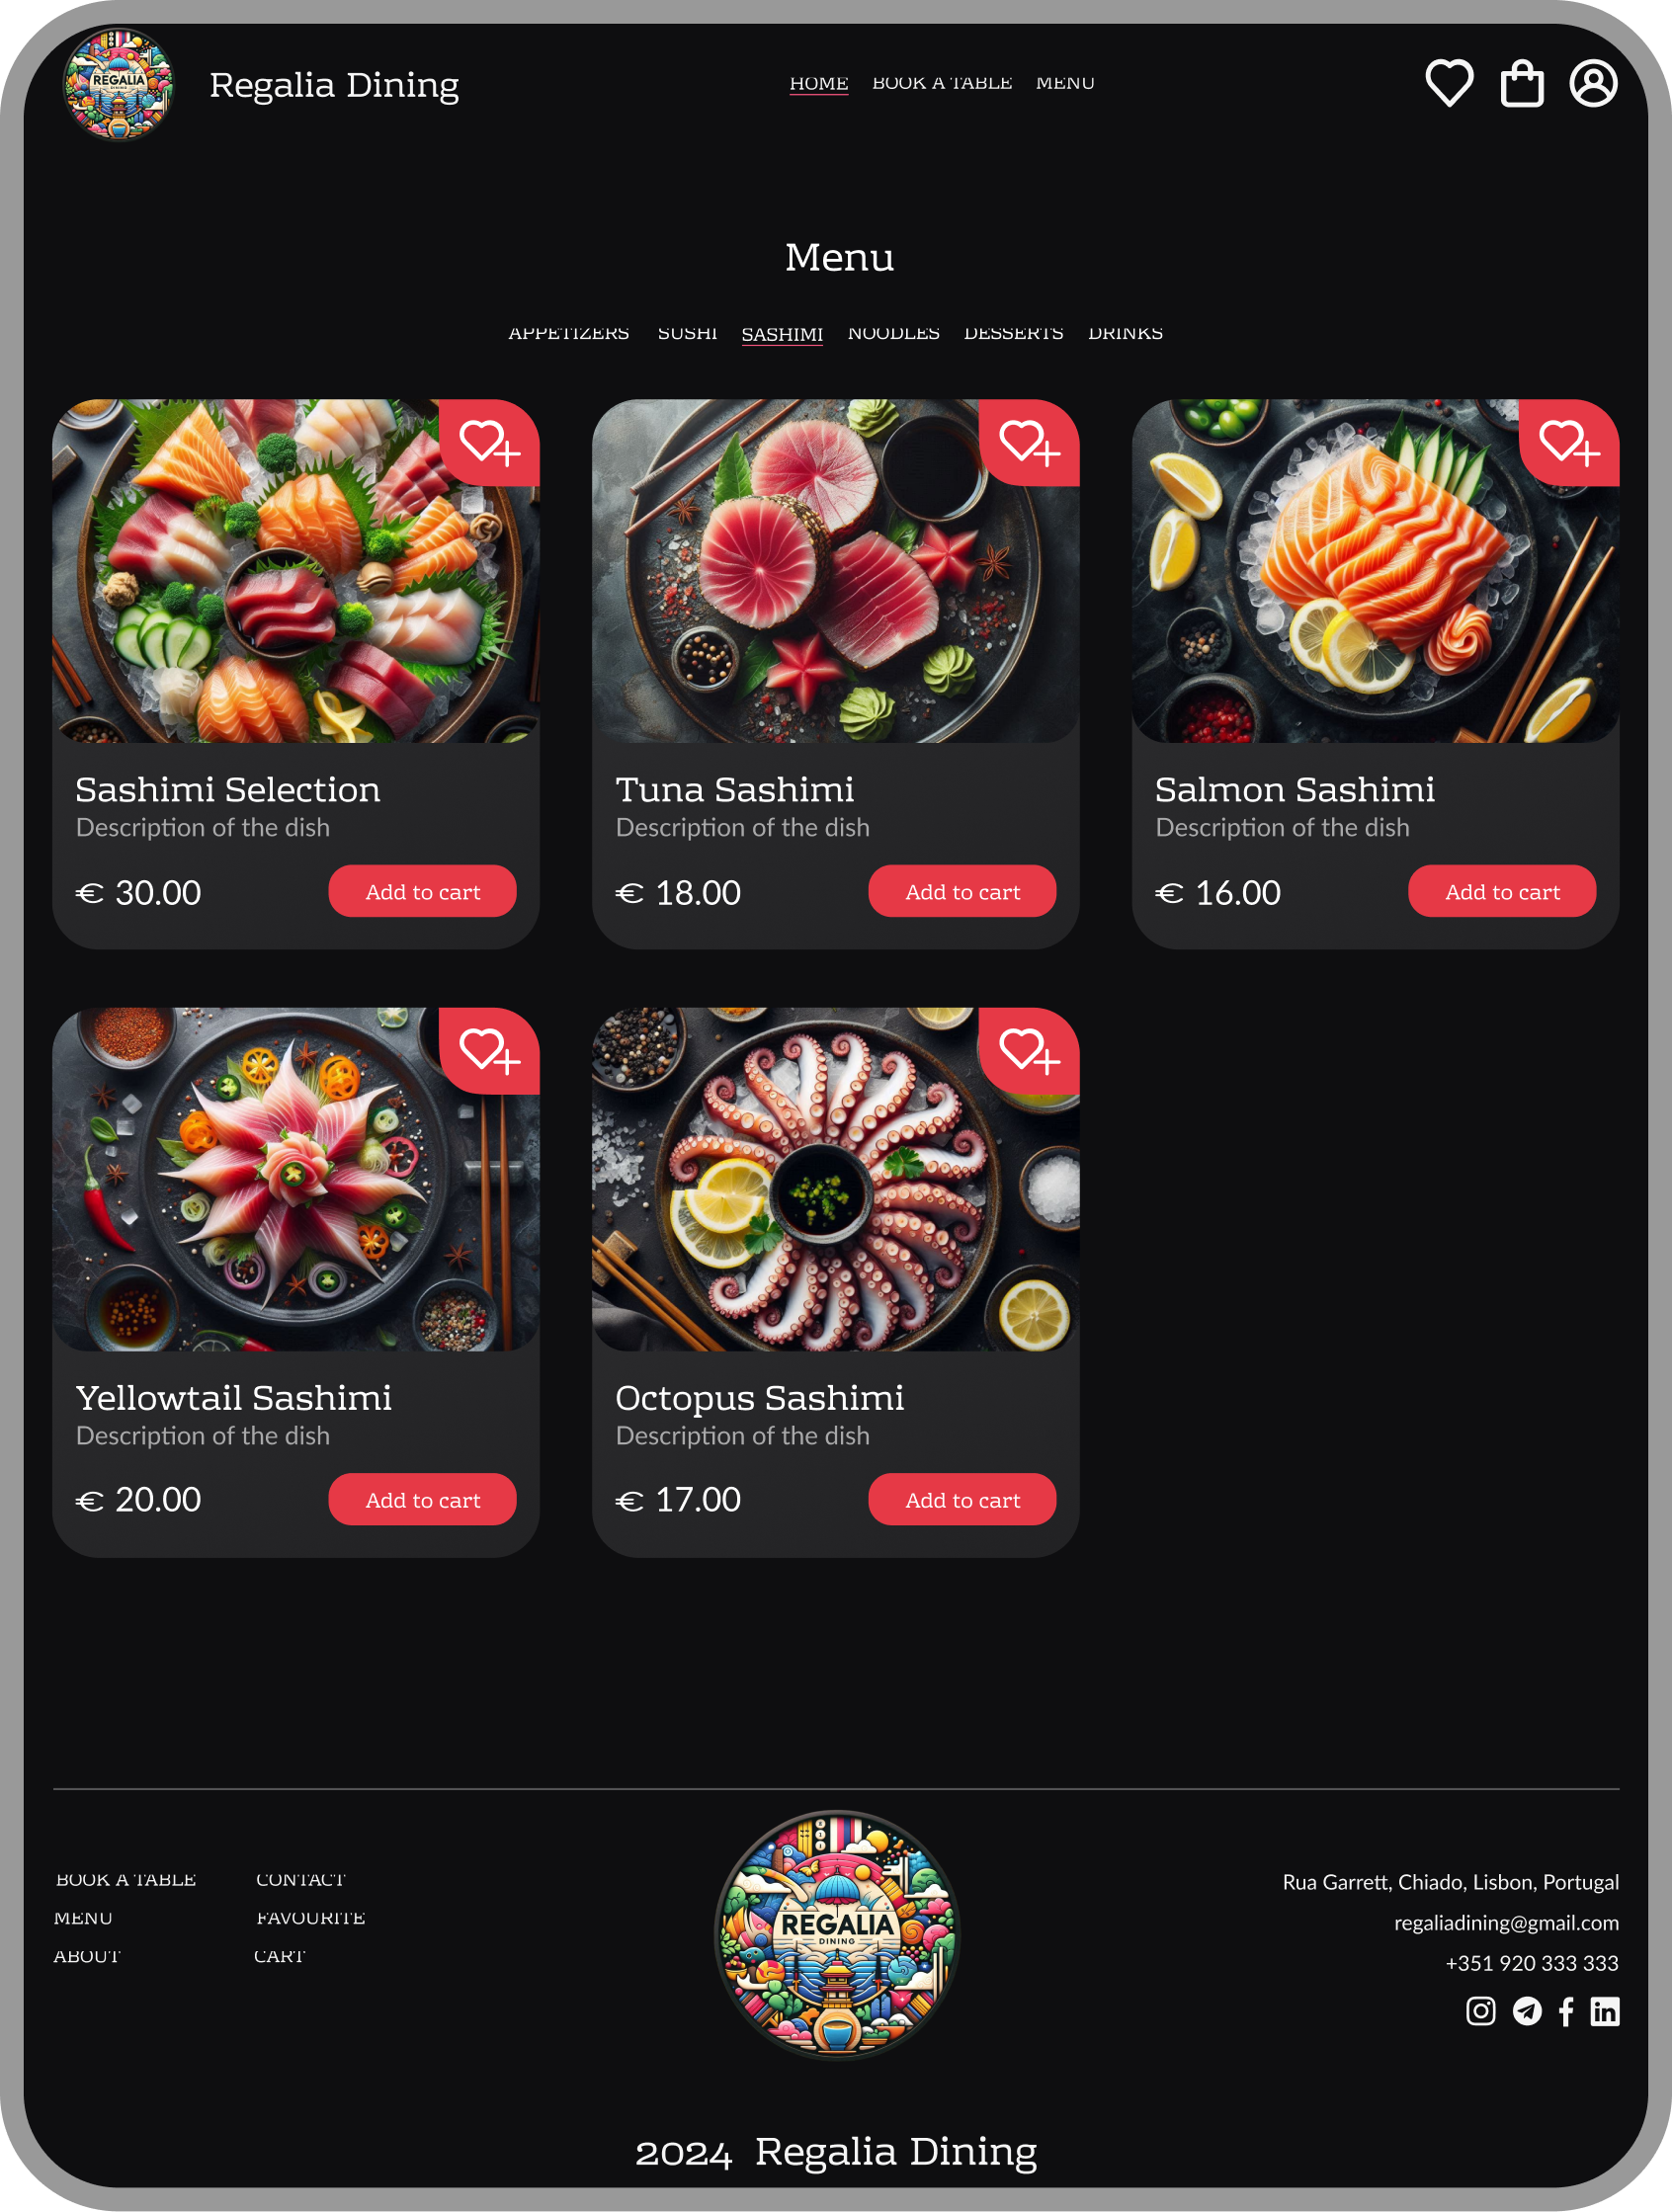 REGALIA
DINING
Regalia Dining
HOME BOOK A TABLE MENU
Menu
APPETIZERS SUSHI SASHIMI NOODLES DESSERTS DRINKS
Sashimi Selection
Description of the dish
€ 30.00
Add to cart
Tuna Sashimi
Description of the dish
€ 18.00
Add to cart
Salmon Sashimi
Description of the dish
€ 16.00
Add to cart
Yellowtail Sashimi
Description of the dish
€ 20.00
Add to cart
Octopus Sashimi
Description of the dish
€ 17.00
Add to cart
BOOK A TABLE
MENU
ABOUT
CONTACT
FAVOURITE
CART
REGALIA
DINING
Rua Garrett, Chiado, Lisbon, Portugal
regaliadining@gmail.com
+351 920 333 333
2024 Regalia Dining